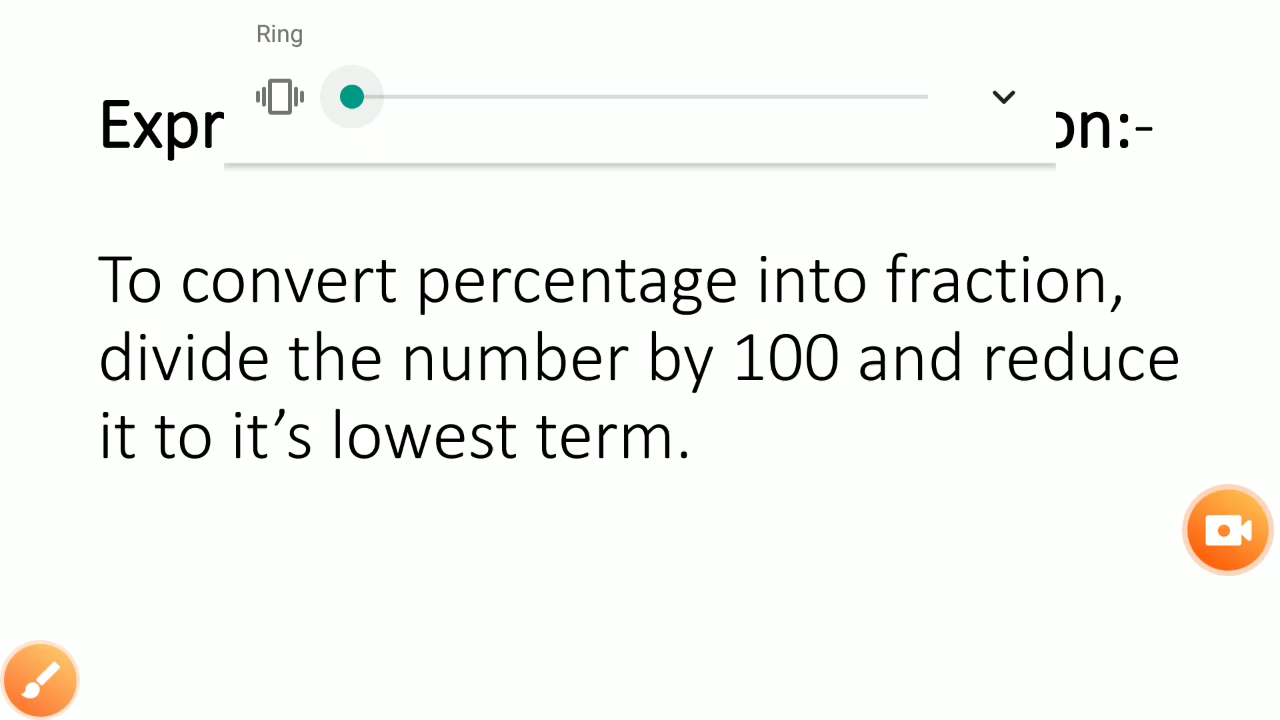 Ring
Expr on:-
To convert percentage into fraction,
divide the number by 100 and reduce
it to it’s lowest term.